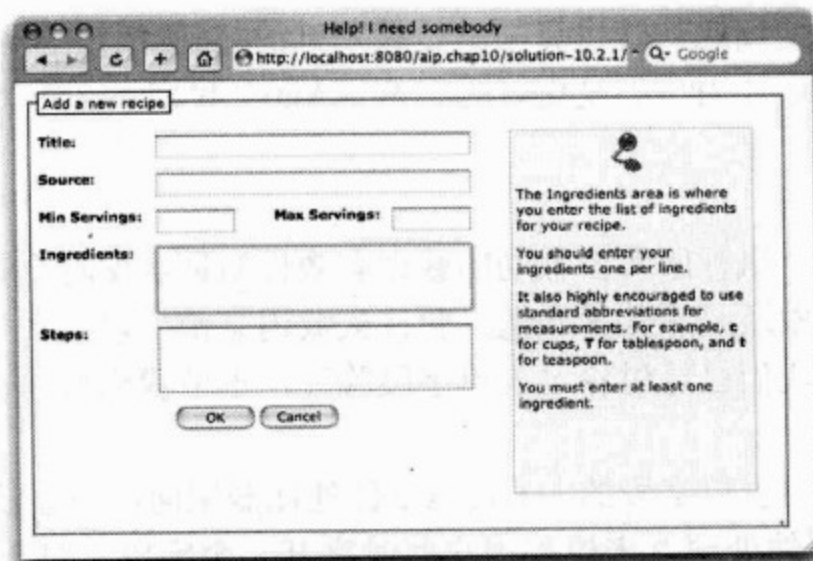 Help! I need somebody
http://localhost:8080/aip.chap10/solution-10.2.1/
Google
Add a new recipe
Title:
Source:
Min Servings:
Max Servings:
Ingredients:
Steps:
OK
Cancel
The Ingredients area is where
you enter the list of ingredients
for your recipe.
You should enter your
ingredients one per line.
It also highly encouraged to use
standard abbreviations for
measurements. For example, c
for cups, T for tablespoon, and t
for teaspoon.
You must enter at least one
ingredient.